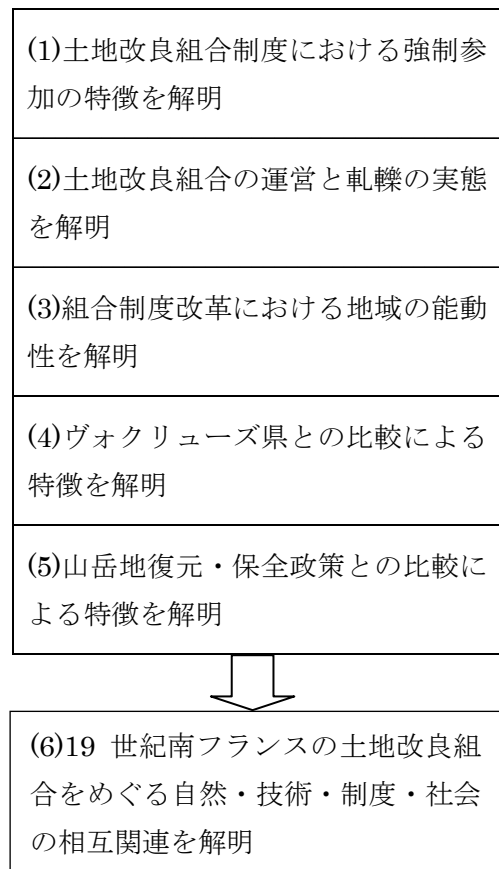 (1)土地改良組合制度における強制参
加の特徴を解明
(2)土地改良組合の運営と軋轢の実態
を解明
(3)組合制度改革における地域の能動
性を解明
(4)ヴォクリューズ県との比較による
特徴を解明
(5)山岳地復元・保全政策との比較に
よる特徴を解明
(6)19 世紀南フランスの土地改良組
合をめぐる自然・技術・制度・社会
の相互関連を解明